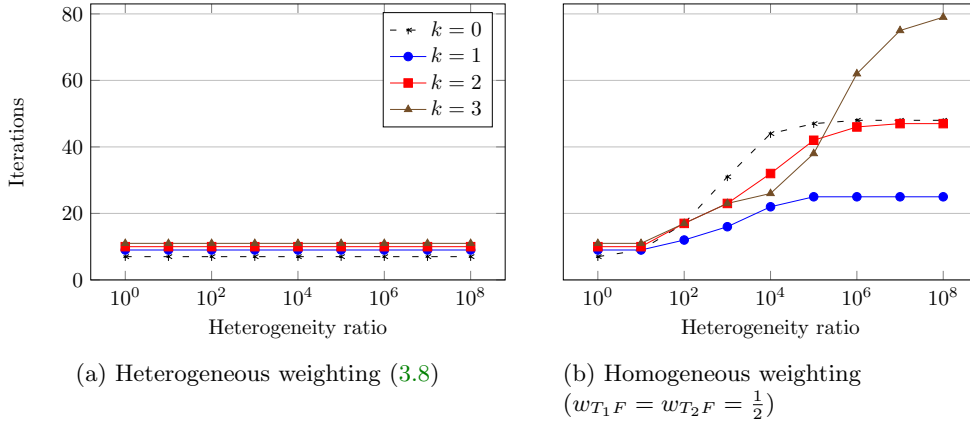 80
60
40
20
0
Iterations
k = 0
k = 1
k = 2
k = 3
10^0 10^2 10^4 10^6 10^8
Heterogeneity ratio
(a) Heterogeneous weighting (3.8)
10^0 10^2 10^4 10^6 10^8
Heterogeneity ratio
(b) Homogeneous weighting
(w_{T_1F} = w_{T_2F} = \frac{1}{2})